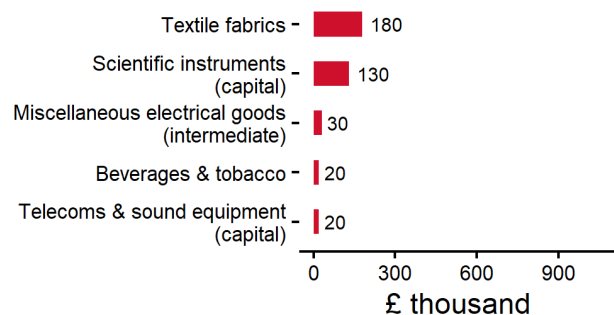 Textile fabrics 180
Scientific instruments
(capital) 130
Miscellaneous electrical goods
(intermediate) 30
Beverages & tobacco 20
Telecoms & sound equipment
(capital) 20
0 300 600 900
£ thousand